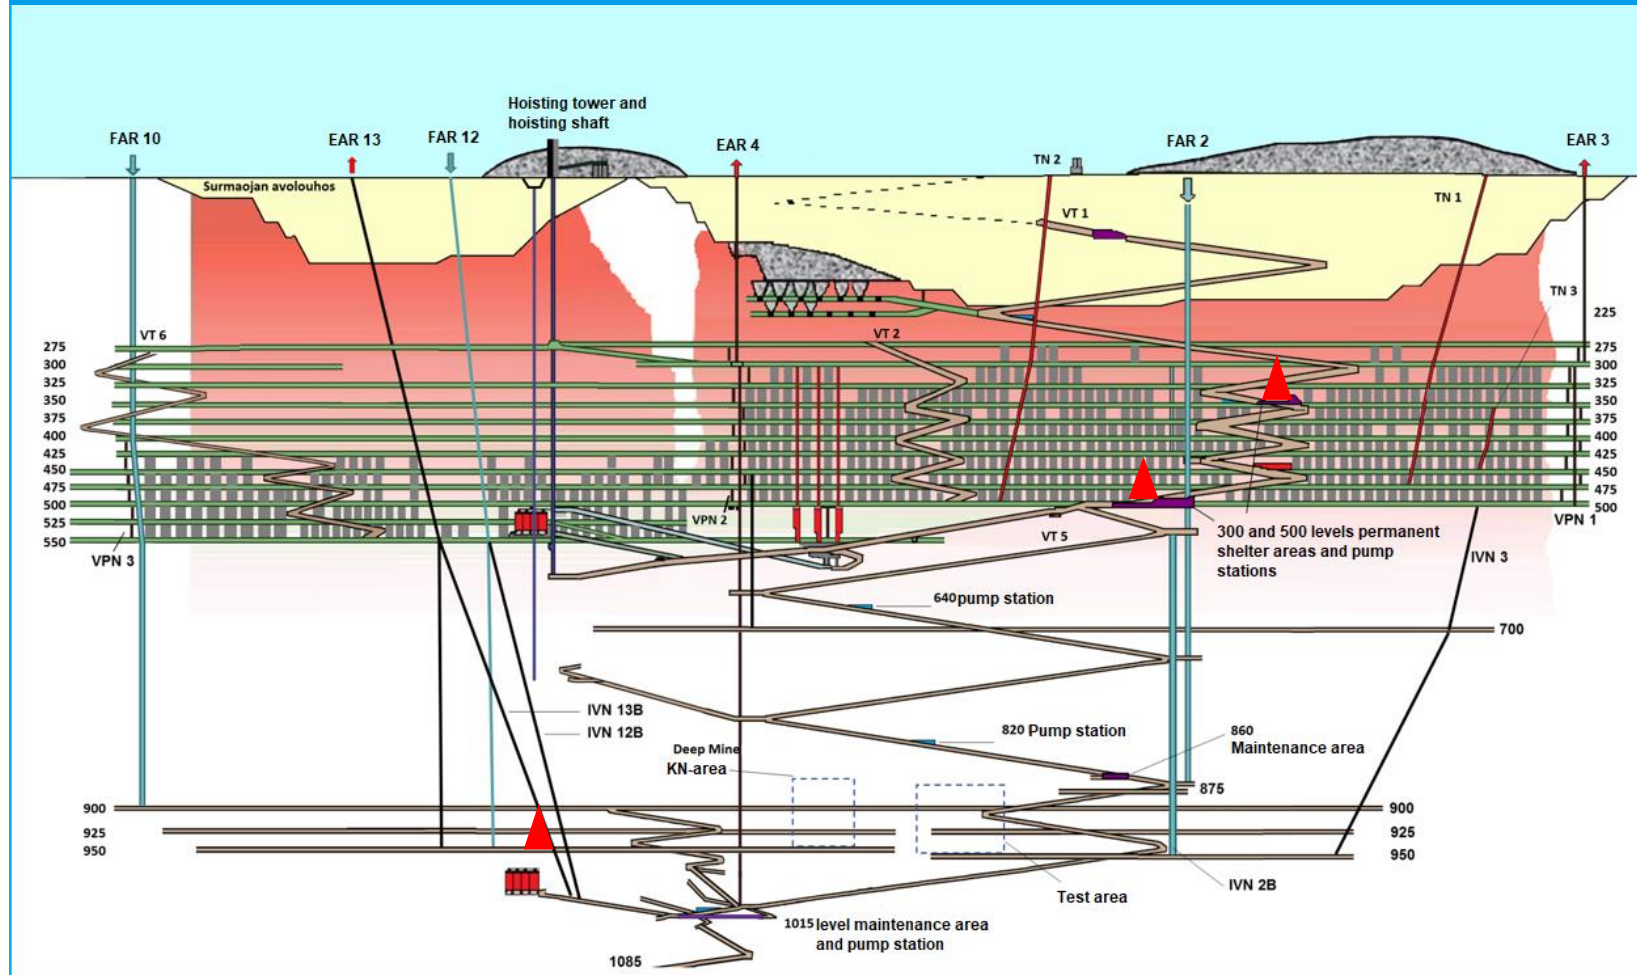 Hoisting tower and
hoisting shaft
FAR 10
EAR 13
FAR 12
EAR 4
TN 2
FAR 2
EAR 3
Surmaojan avolouhos
VT 1
TN 1
TN 3
225
VT 6
VT 2
275
300
325
350
375
400
425
450
475
500
525
550
275
300
325
350
375
400
425
450
475
500
VPN 3
VPN 2
VT 5
VPN 1
300 and 500 levels permanent
shelter areas and pump
stations
IVN 3
640 pump station
700
IVN 13B
IVN 12B
820 Pump station
860
Maintenance area
Deep Mine
KN-area
875
900
925
950
900
925
950
Test area
IVN 2B
1015 level maintenance area
and pump station
1085